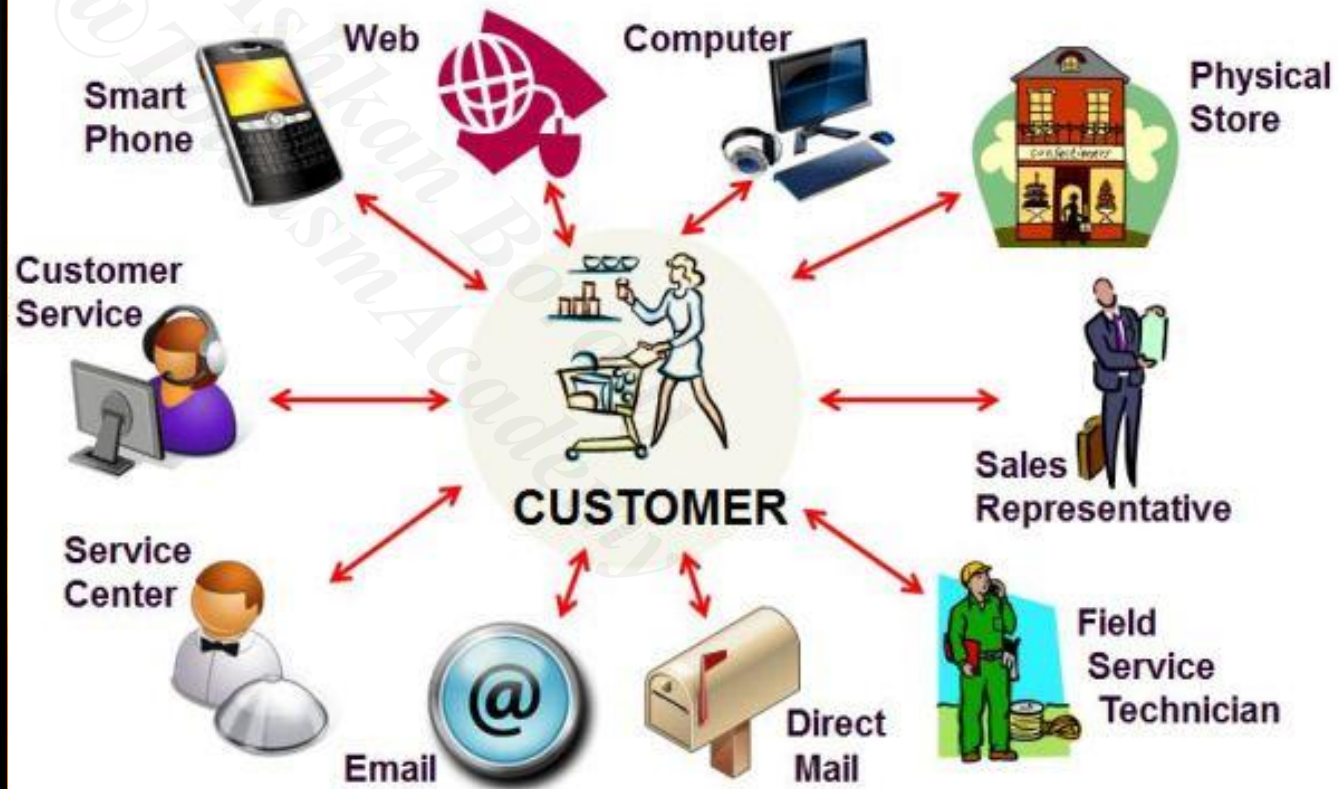 Web
Computer
Smart
Phone
Physical
Store
confectioners
Customer
Service
CUSTOMER
Sales
Representative
Service
Center
Field
Service
Technician
Direct
Mail
Email
@